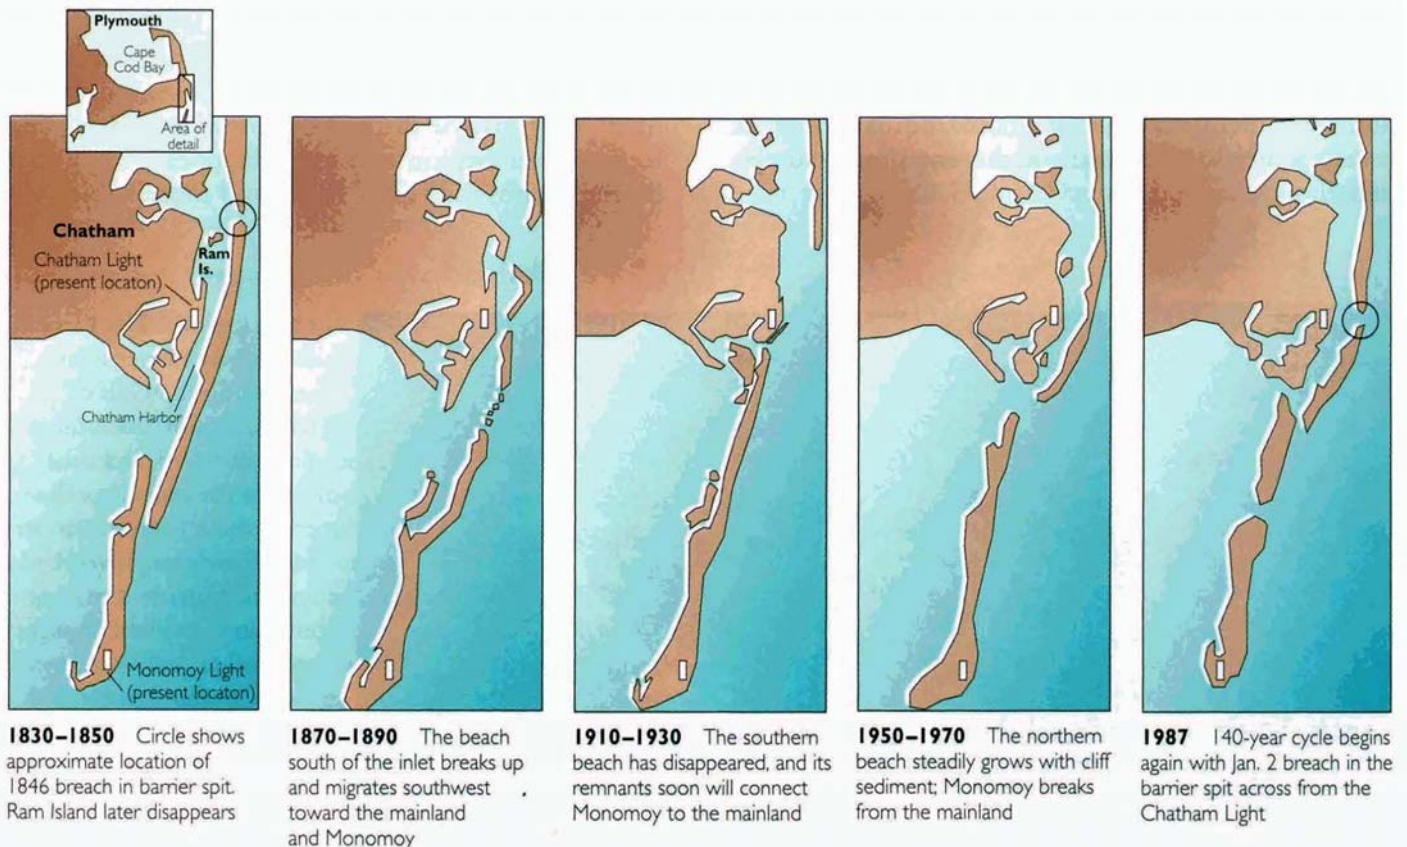 Plymouth
Cape
Cod Bay
Area of
detail
Chatham
Chatham Light
(present locaton)
Ram
Is.
Chatham Harbor
Monomoy Light
(present locaton)
1830–1850 Circle shows
approximate location of
1846 breach in barrier spit.
Ram Island later disappears
1870–1890 The beach
south of the inlet breaks up
and migrates southwest
toward the mainland
and Monomoy
1910–1930 The southern
beach has disappeared, and its
remnants soon will connect
Monomoy to the mainland
1950–1970 The northern
beach steadily grows with cliff
sediment; Monomoy breaks
from the mainland
1987 140-year cycle begins
again with Jan. 2 breach in the
barrier spit across from the
Chatham Light